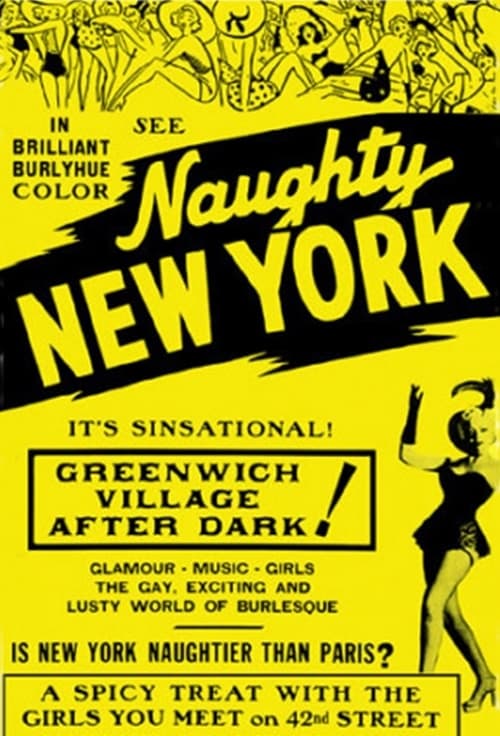 IN
BRILLIANT
BURLYHUE
COLOR
SEE
Naughty
NEW YORK
IT'S SINSATIONAL!
GREENWICH
VILLAGE
AFTER DARK!
GLAMOUR - MUSIC - GIRLS
THE GAY, EXCITING AND
LUSTY WORLD OF BURLESQUE
IS NEW YORK NAUGHTIER THAN PARIS?
A SPICY TREAT WITH THE
GIRLS YOU MEET on 42nd STREET